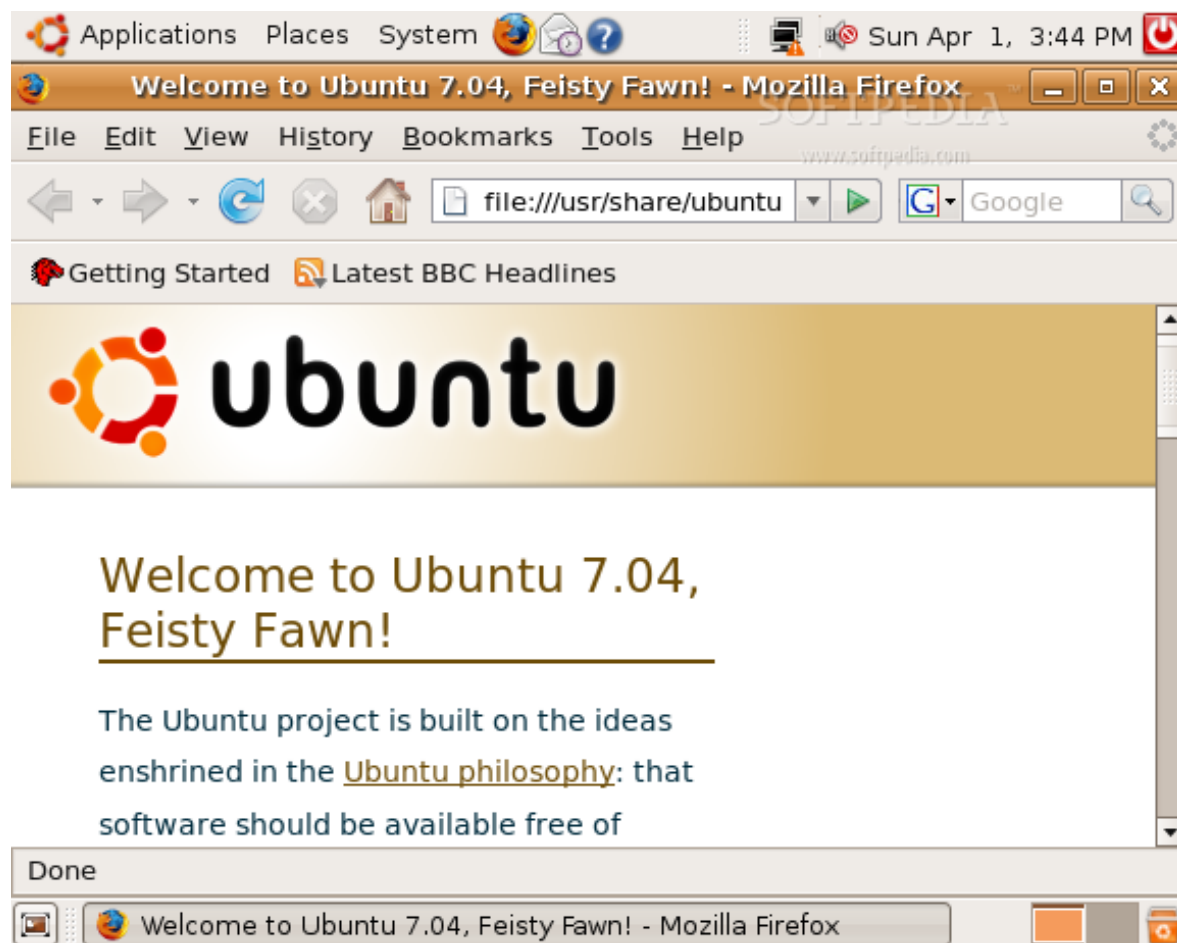 Applications Places System Sun Apr 1, 3:44 PM
Welcome to Ubuntu 7.04, Feisty Fawn! - Mozilla Firefox
SOFTPEDIA™
www.softpedia.com
File Edit View History Bookmarks Tools Help
file:///usr/share/ubuntu G Google
Getting Started Latest BBC Headlines
ubuntu
Welcome to Ubuntu 7.04,
Feisty Fawn!
The Ubuntu project is built on the ideas
enshrined in the Ubuntu philosophy: that
software should be available free of
Done
Welcome to Ubuntu 7.04, Feisty Fawn! - Mozilla Firefox